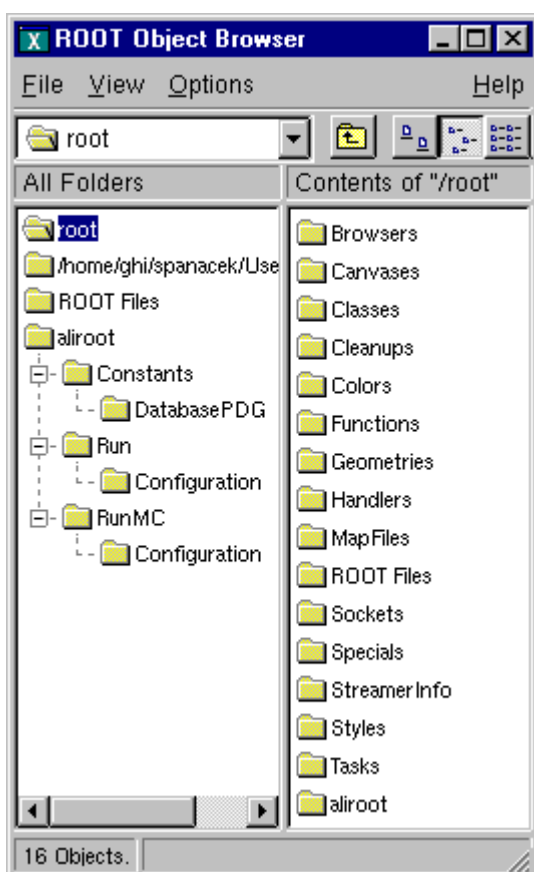 ROOT Object Browser
File View Options Help
root
All Folders
Contents of "/root"
root
/home/ghi/spanacek/Use
ROOT Files
aliroot
Constants
DatabasePDG
Run
Configuration
RunMC
Configuration
Browsers
Canvases
Classes
Cleanups
Colors
Functions
Geometries
Handlers
MapFiles
ROOT Files
Sockets
Specials
StreamerInfo
Styles
Tasks
aliroot
16 Objects.